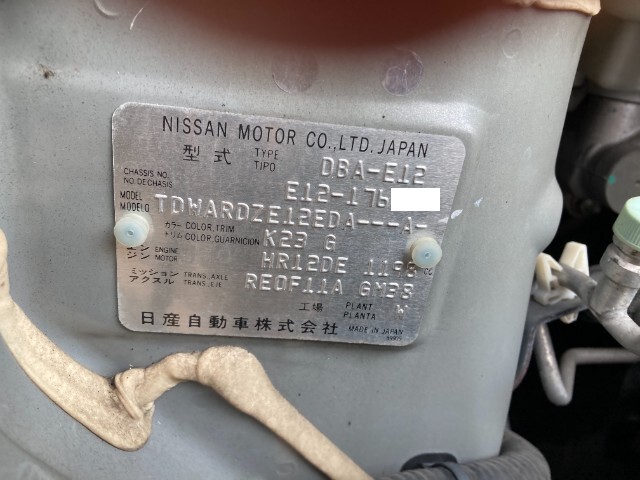 NISSAN MOTOR CO., LTD. JAPAN
型式 TYPE TIPO DBA-E12
CHASSIS NO. NO. DE CHASIS E12-176
MODEL MODELO TDWARDZE12EDA---A-
カラー トリム COLOR, TRIM COLOR, GUARNICION K23 G
エンジン ENGINE MOTOR HR12DE 1198 cc
ミッション アクスル TRANS., AXLE TRANS., EJE RE0F11A GM38
工場 PLANT PLANTA W
日産自動車株式会社 MADE IN JAPAN